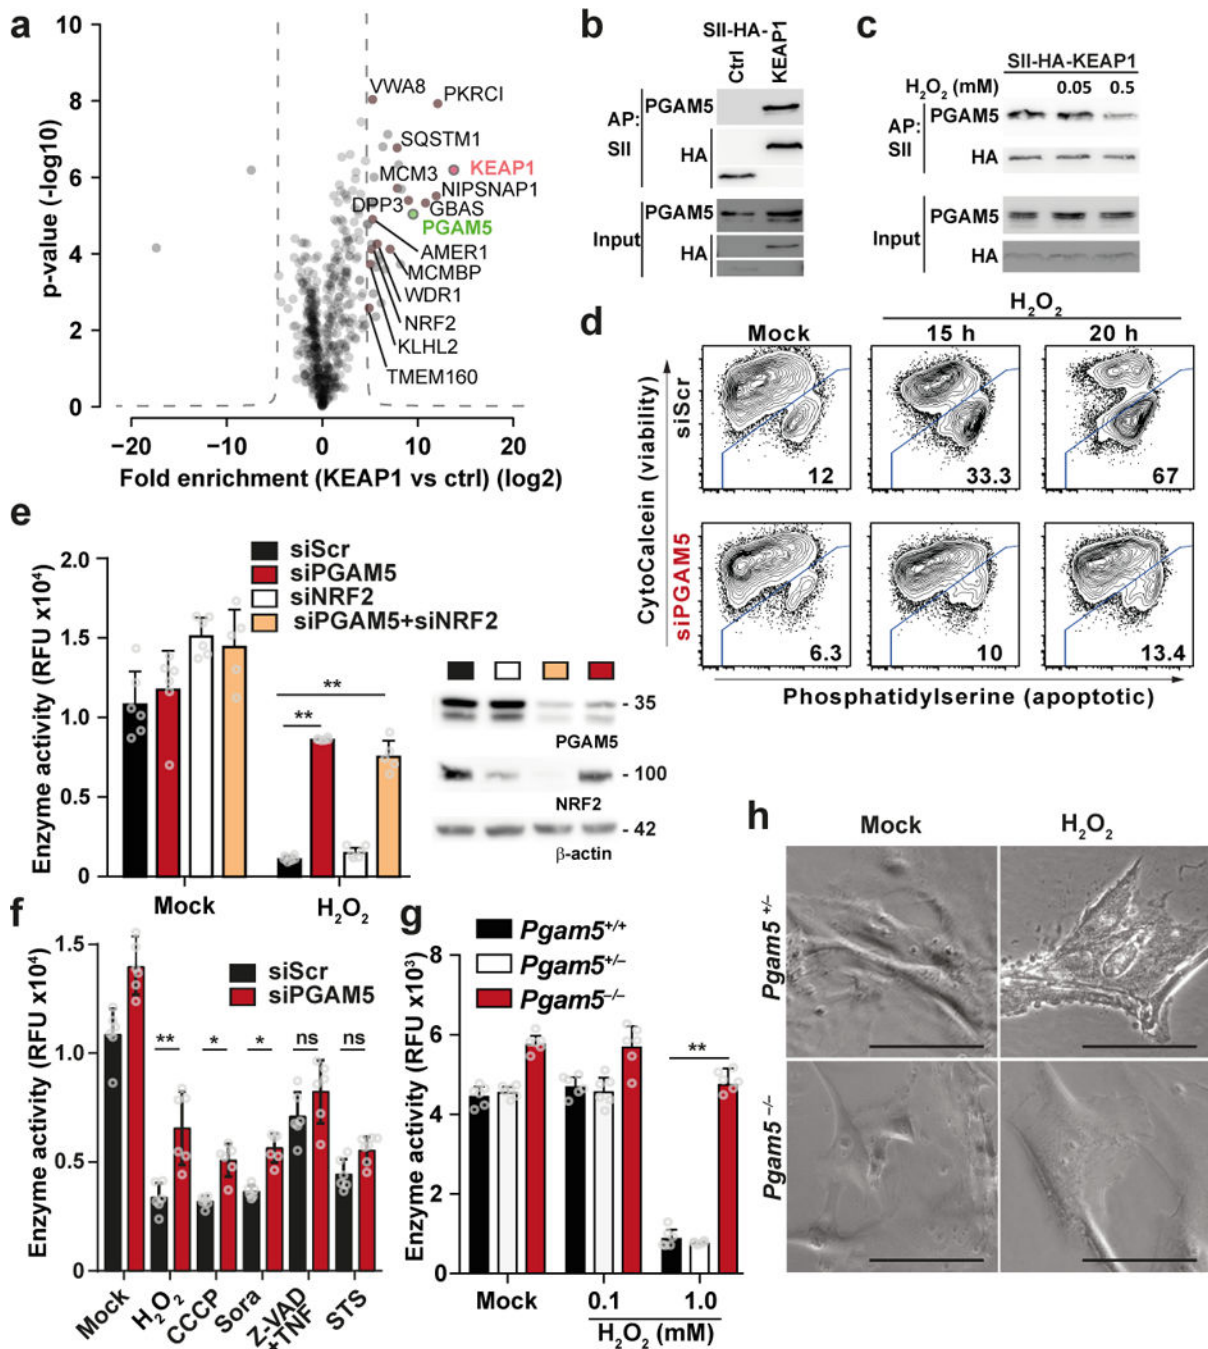 a
10
8
6
4
2
0
p-value (-log10)
VWA8
PKRCI
SQSTM1
KEAP1
MCM3
NIPSNAP1
DPP3
GBAS
PGAM5
AMER1
MCMBP
WDR1
NRF2
KLHL2
TMEM160
−20 −10 0 10 20
Fold enrichment (KEAP1 vs ctrl) (log2)
b
SII-HA-
Ctrl
KEAP1
AP:
SII
PGAM5
HA
Input
PGAM5
HA
c
SII-HA-KEAP1
H₂O₂ (mM) 0.05 0.5
AP:
SII
PGAM5
HA
Input
PGAM5
HA
d
H₂O₂
Mock 15 h 20 h
siScr
12 33.3 67
siPGAM5
6.3 10 13.4
CytoCalcein (viability)
Phosphatidylserine (apoptotic)
e
siScr
siPGAM5
siNRF2
siPGAM5+siNRF2
2.0
1.5
1.0
0.5
0
Enzyme activity (RFU x10⁴)
**
**
Mock H₂O₂
- 35
PGAM5
- 100
NRF2
- 42
β-actin
f
siScr
siPGAM5
1.5
1.0
0.5
0
Enzyme activity (RFU x10⁴)
** * * ns ns
Mock
H₂O₂
CCCP
Sora
Z-VAD
+TNF
STS
g
Pgam5⁺/⁺
Pgam5⁺/⁻
Pgam5⁻/⁻
8
6
4
2
0
Enzyme activity (RFU x10³)
**
Mock 0.1 1.0
H₂O₂ (mM)
h
Mock H₂O₂
Pgam5⁺/⁻
Pgam5⁻/⁻